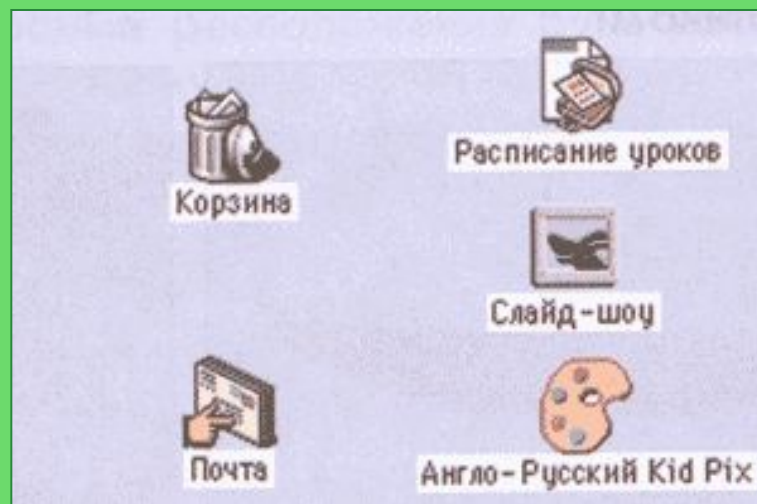 Расписание уроков
Корзина
Слайд-шоу
Почта
Англо-Русский Kid Pix